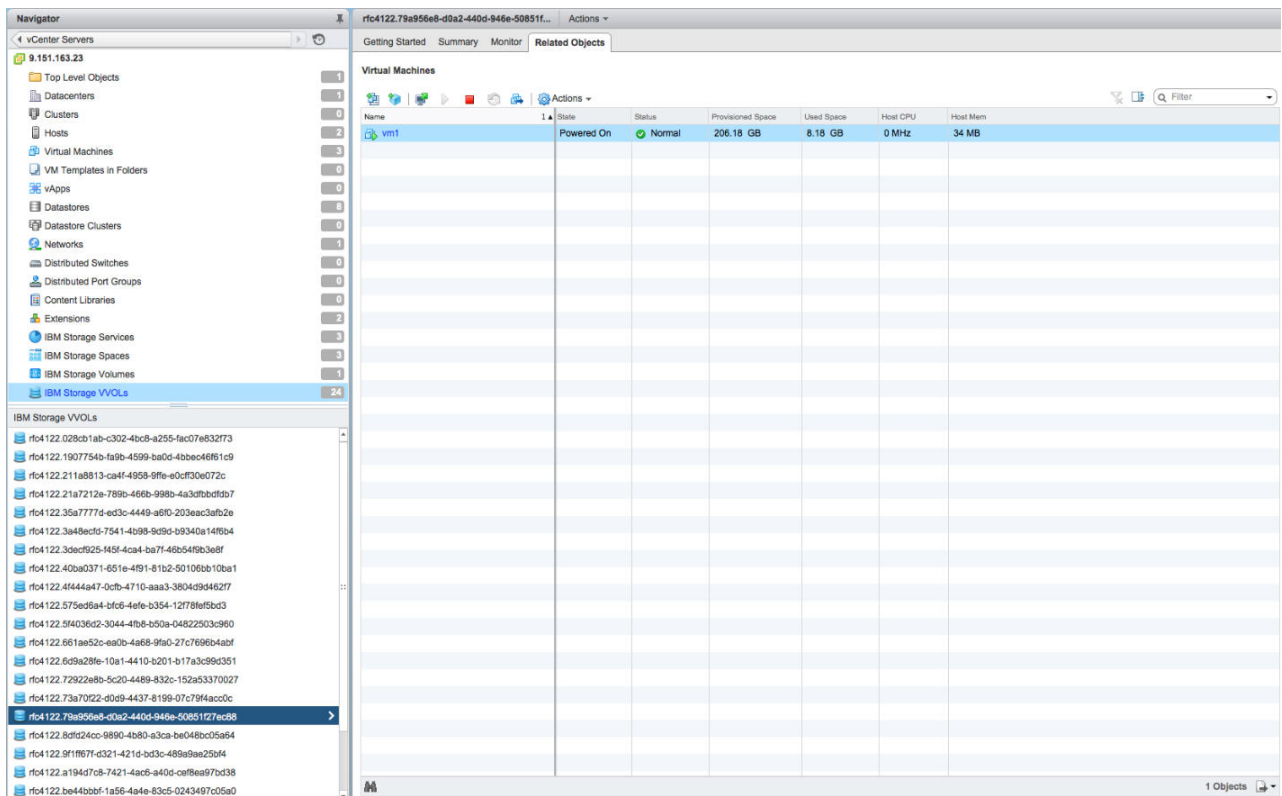 Navigator
vCenter Servers
9.151.163.23
Top Level Objects 1
Datacenters 1
Clusters 0
Hosts 2
Virtual Machines 3
VM Templates in Folders 0
vApps 0
Datastores 8
Datastore Clusters 0
Networks 1
Distributed Switches 0
Distributed Port Groups 0
Content Libraries 0
Extensions 2
IBM Storage Services 3
IBM Storage Spaces 3
IBM Storage Volumes 1
IBM Storage VVOLs 24
IBM Storage VVOLs
rfc4122.028cb1ab-c302-4bc8-a255-fac07e832f73
rfc4122.1907754b-fa9b-4599-ba0d-4bbec46f61c9
rfc4122.211a8813-ca4f-4958-9ffe-e0cff30e072c
rfc4122.21a7212e-789b-466b-998b-4a3dfbbdfdb7
rfc4122.35a7777d-ed3c-4449-a6f0-203eac3afb2e
rfc4122.3a48ecfd-7541-4b98-9d9d-b9340a14f6b4
rfc4122.3decf925-f45f-4ca4-ba7f-46b54f9b3e8f
rfc4122.40ba0371-651e-4f91-81b2-50106bb10ba1
rfc4122.4f444a47-0cfb-4710-aaa3-3804d9d462f7
rfc4122.575ed6a4-bfc6-4efe-b354-12f78fef5bd3
rfc4122.5f4036d2-3044-4fb8-b50a-04822503c960
rfc4122.661ae52c-ea0b-4a68-9fa0-27c7696b4abf
rfc4122.6d9a28fe-10a1-4410-b201-b17a3c99d351
rfc4122.72922e8b-5c20-4489-832c-152a53370027
rfc4122.73a70f22-d0d9-4437-8199-07c79f4acc0c
rfc4122.79a956e8-d0a2-440d-946e-50851f27ec88
rfc4122.8dfd24cc-9890-4b80-a3ca-be048bc05a64
rfc4122.9f1ff67f-d321-421d-bd3c-489a9ae25bf4
rfc4122.a194d7c8-7421-4ac6-a40d-cef8ea97bd38
rfc4122.be44bbbf-1a56-4a4e-83c5-0243497c05a0
rfc4122.79a956e8-d0a2-440d-946e-50851f... Actions
Getting Started Summary Monitor Related Objects
Virtual Machines
Actions Filter
Name 1 State Status Provisioned Space Used Space Host CPU Host Mem
vm1 Powered On Normal 206.18 GB 8.18 GB 0 MHz 34 MB
1 Objects